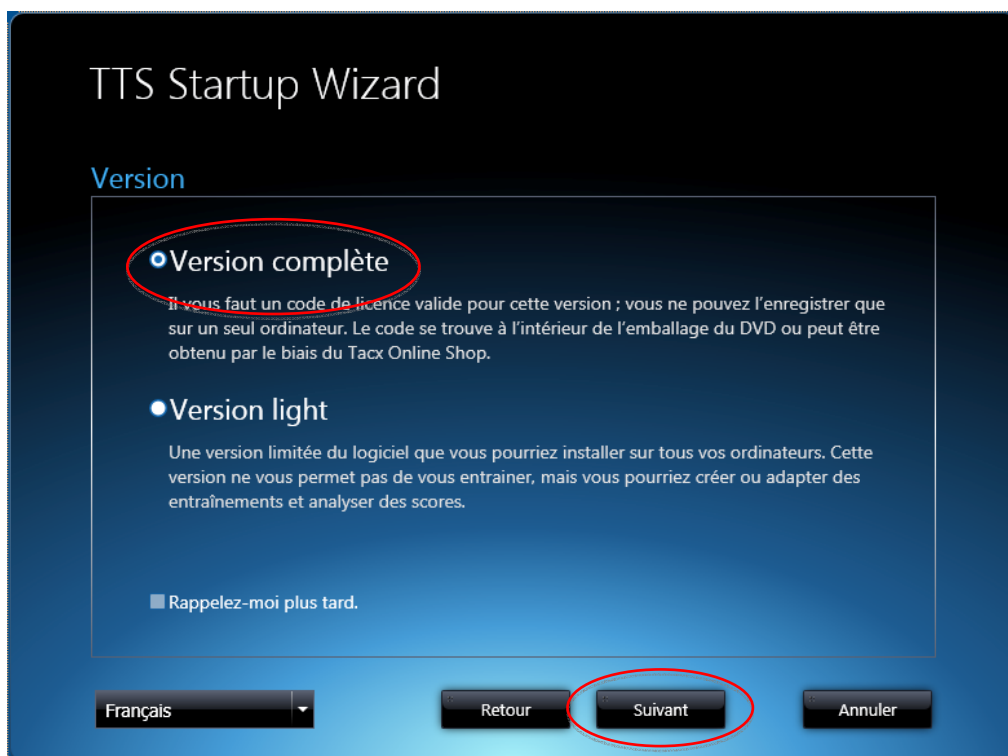 TTS Startup Wizard
Version
Version complète
Il vous faut un code de licence valide pour cette version ; vous ne pouvez l'enregistrer que
sur un seul ordinateur. Le code se trouve à l'intérieur de l'emballage du DVD ou peut être
obtenu par le biais du Tacx Online Shop.
Version light
Une version limitée du logiciel que vous pourriez installer sur tous vos ordinateurs. Cette
version ne vous permet pas de vous entrainer, mais vous pourriez créer ou adapter des
entraînements et analyser des scores.
Rappelez-moi plus tard.
Français Retour Suivant Annuler